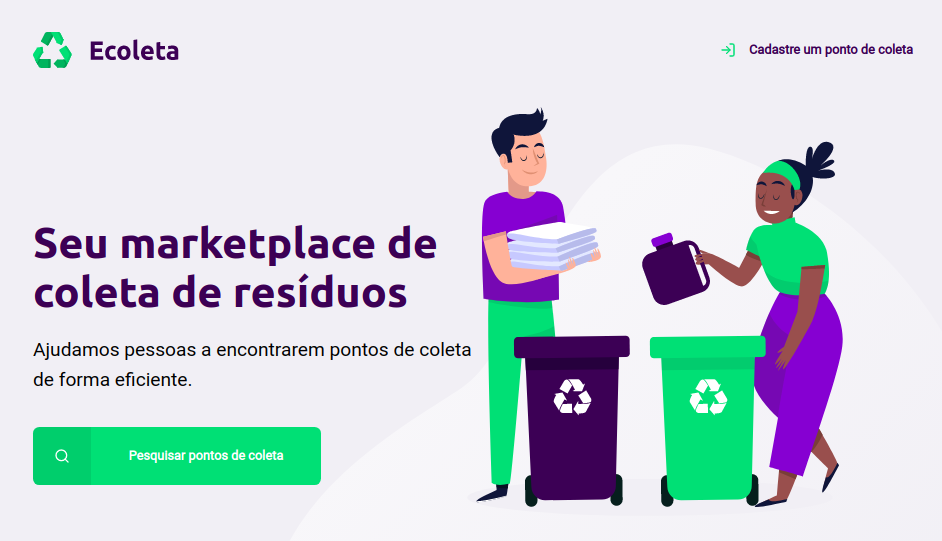 Ecoleta
Cadastre um ponto de coleta
Seu marketplace de
coleta de resíduos
Ajudamos pessoas a encontrarem pontos de coleta
de forma eficiente.
Pesquisar pontos de coleta